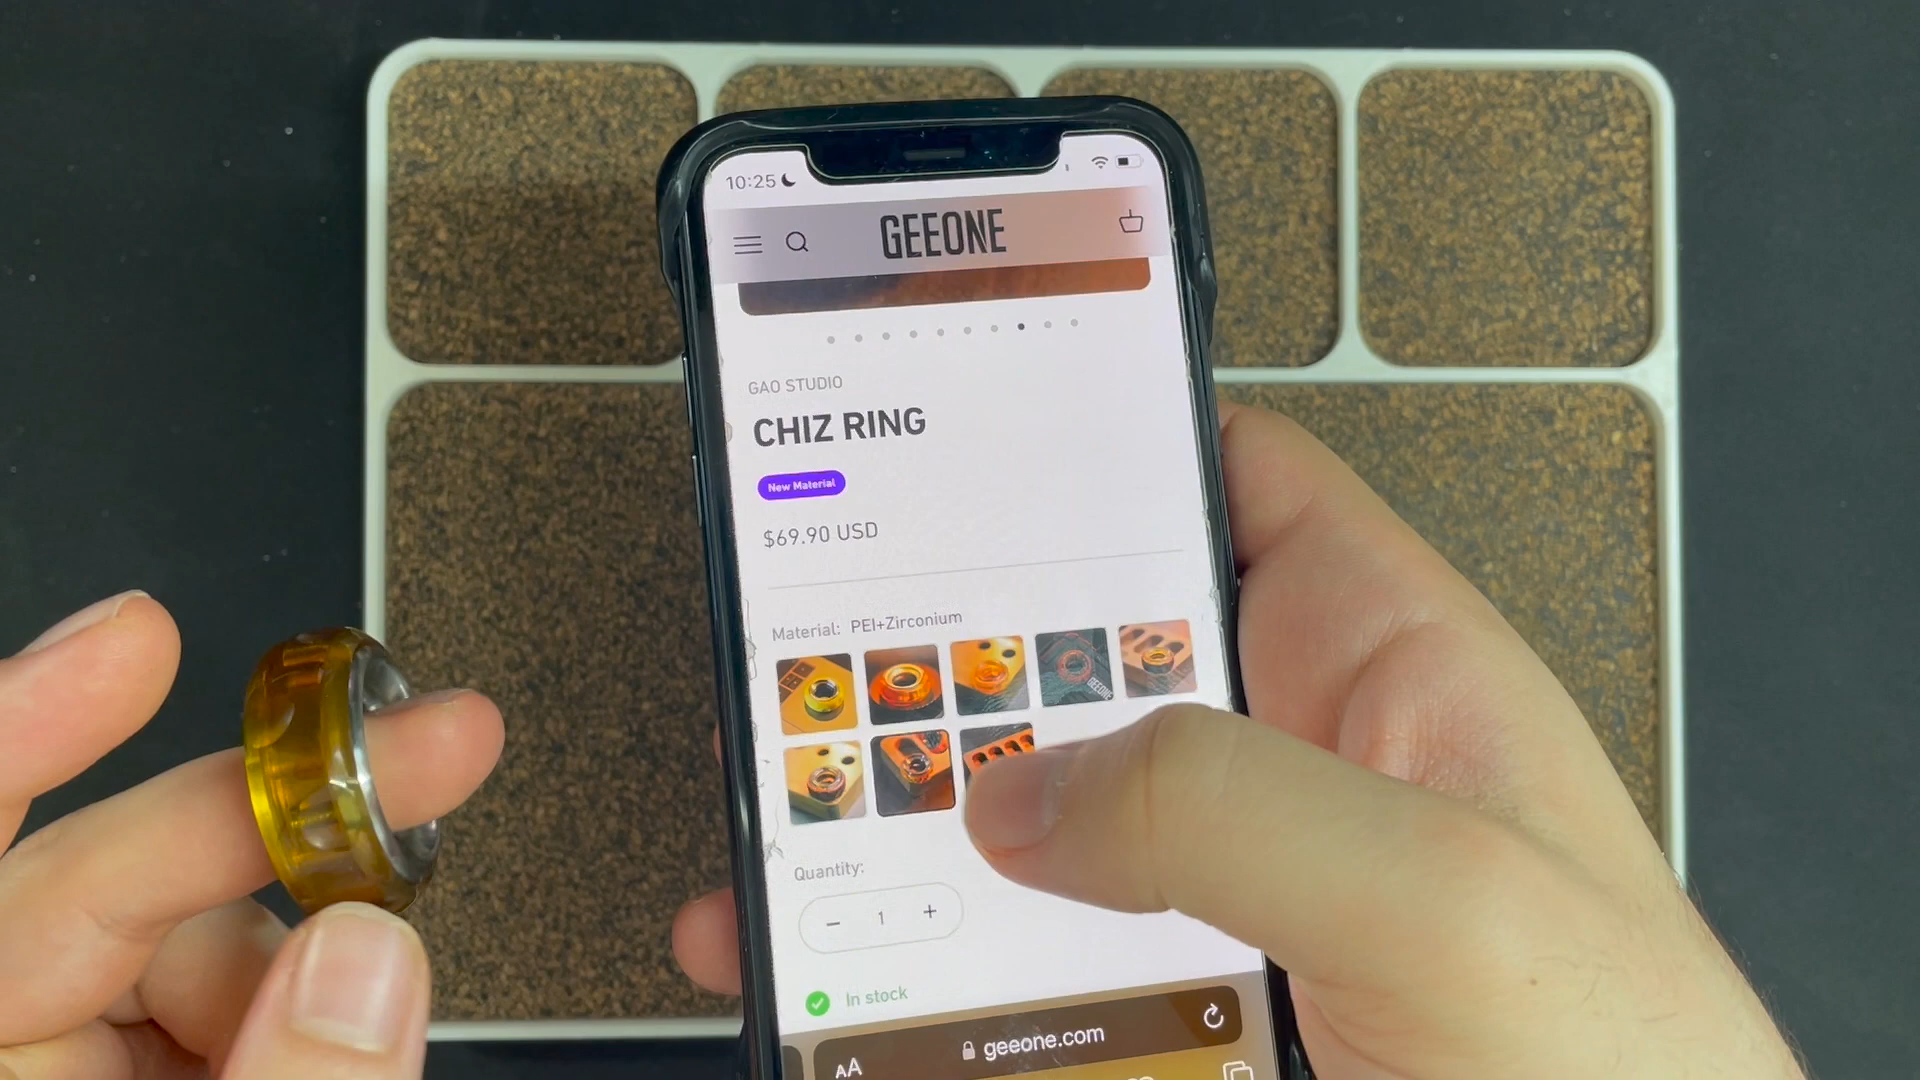 10:25
GEEONE
GAO STUDIO
CHIZ RING
New Material
$69.90 USD
Material: PEI+Zirconium
GEEONE
Quantity:
1
In stock
AA
geeone.com